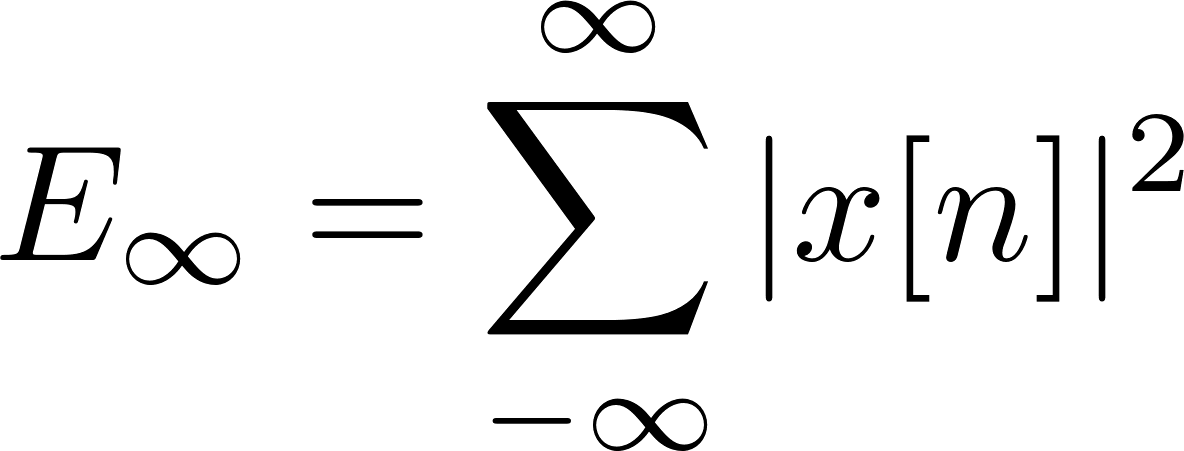 E_∞ = ∑_{-∞}^{∞} |x[n]|^2